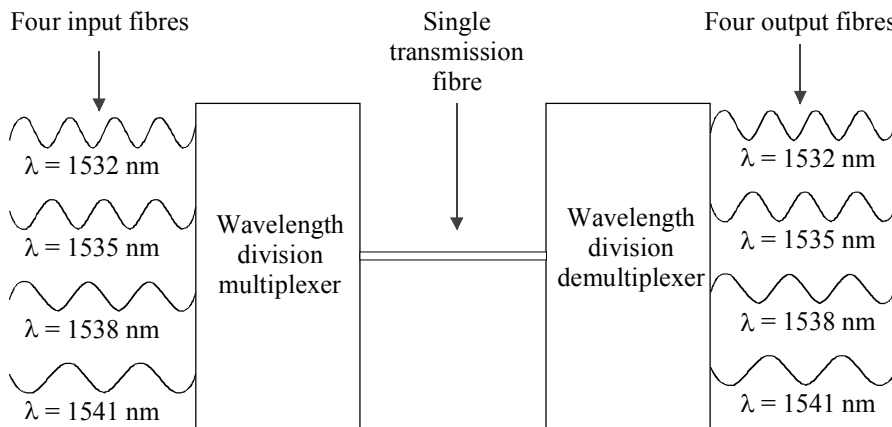 Four input fibres
Single
transmission
fibre
Four output fibres
λ = 1532 nm
λ = 1535 nm
λ = 1538 nm
λ = 1541 nm
Wavelength
division
multiplexer
Wavelength
division
demultiplexer
λ = 1532 nm
λ = 1535 nm
λ = 1538 nm
λ = 1541 nm